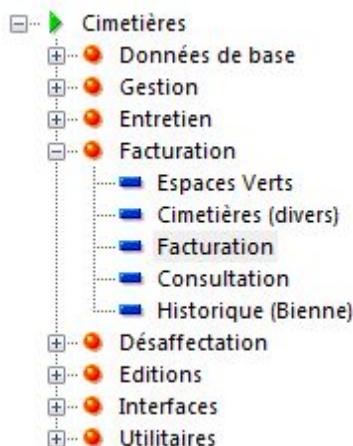 Cimetières
Données de base
Gestion
Entretien
Facturation
Espaces Verts
Cimetières (divers)
Facturation
Consultation
Historique (Bienne)
Désaffectation
Editions
Interfaces
Utilitaires